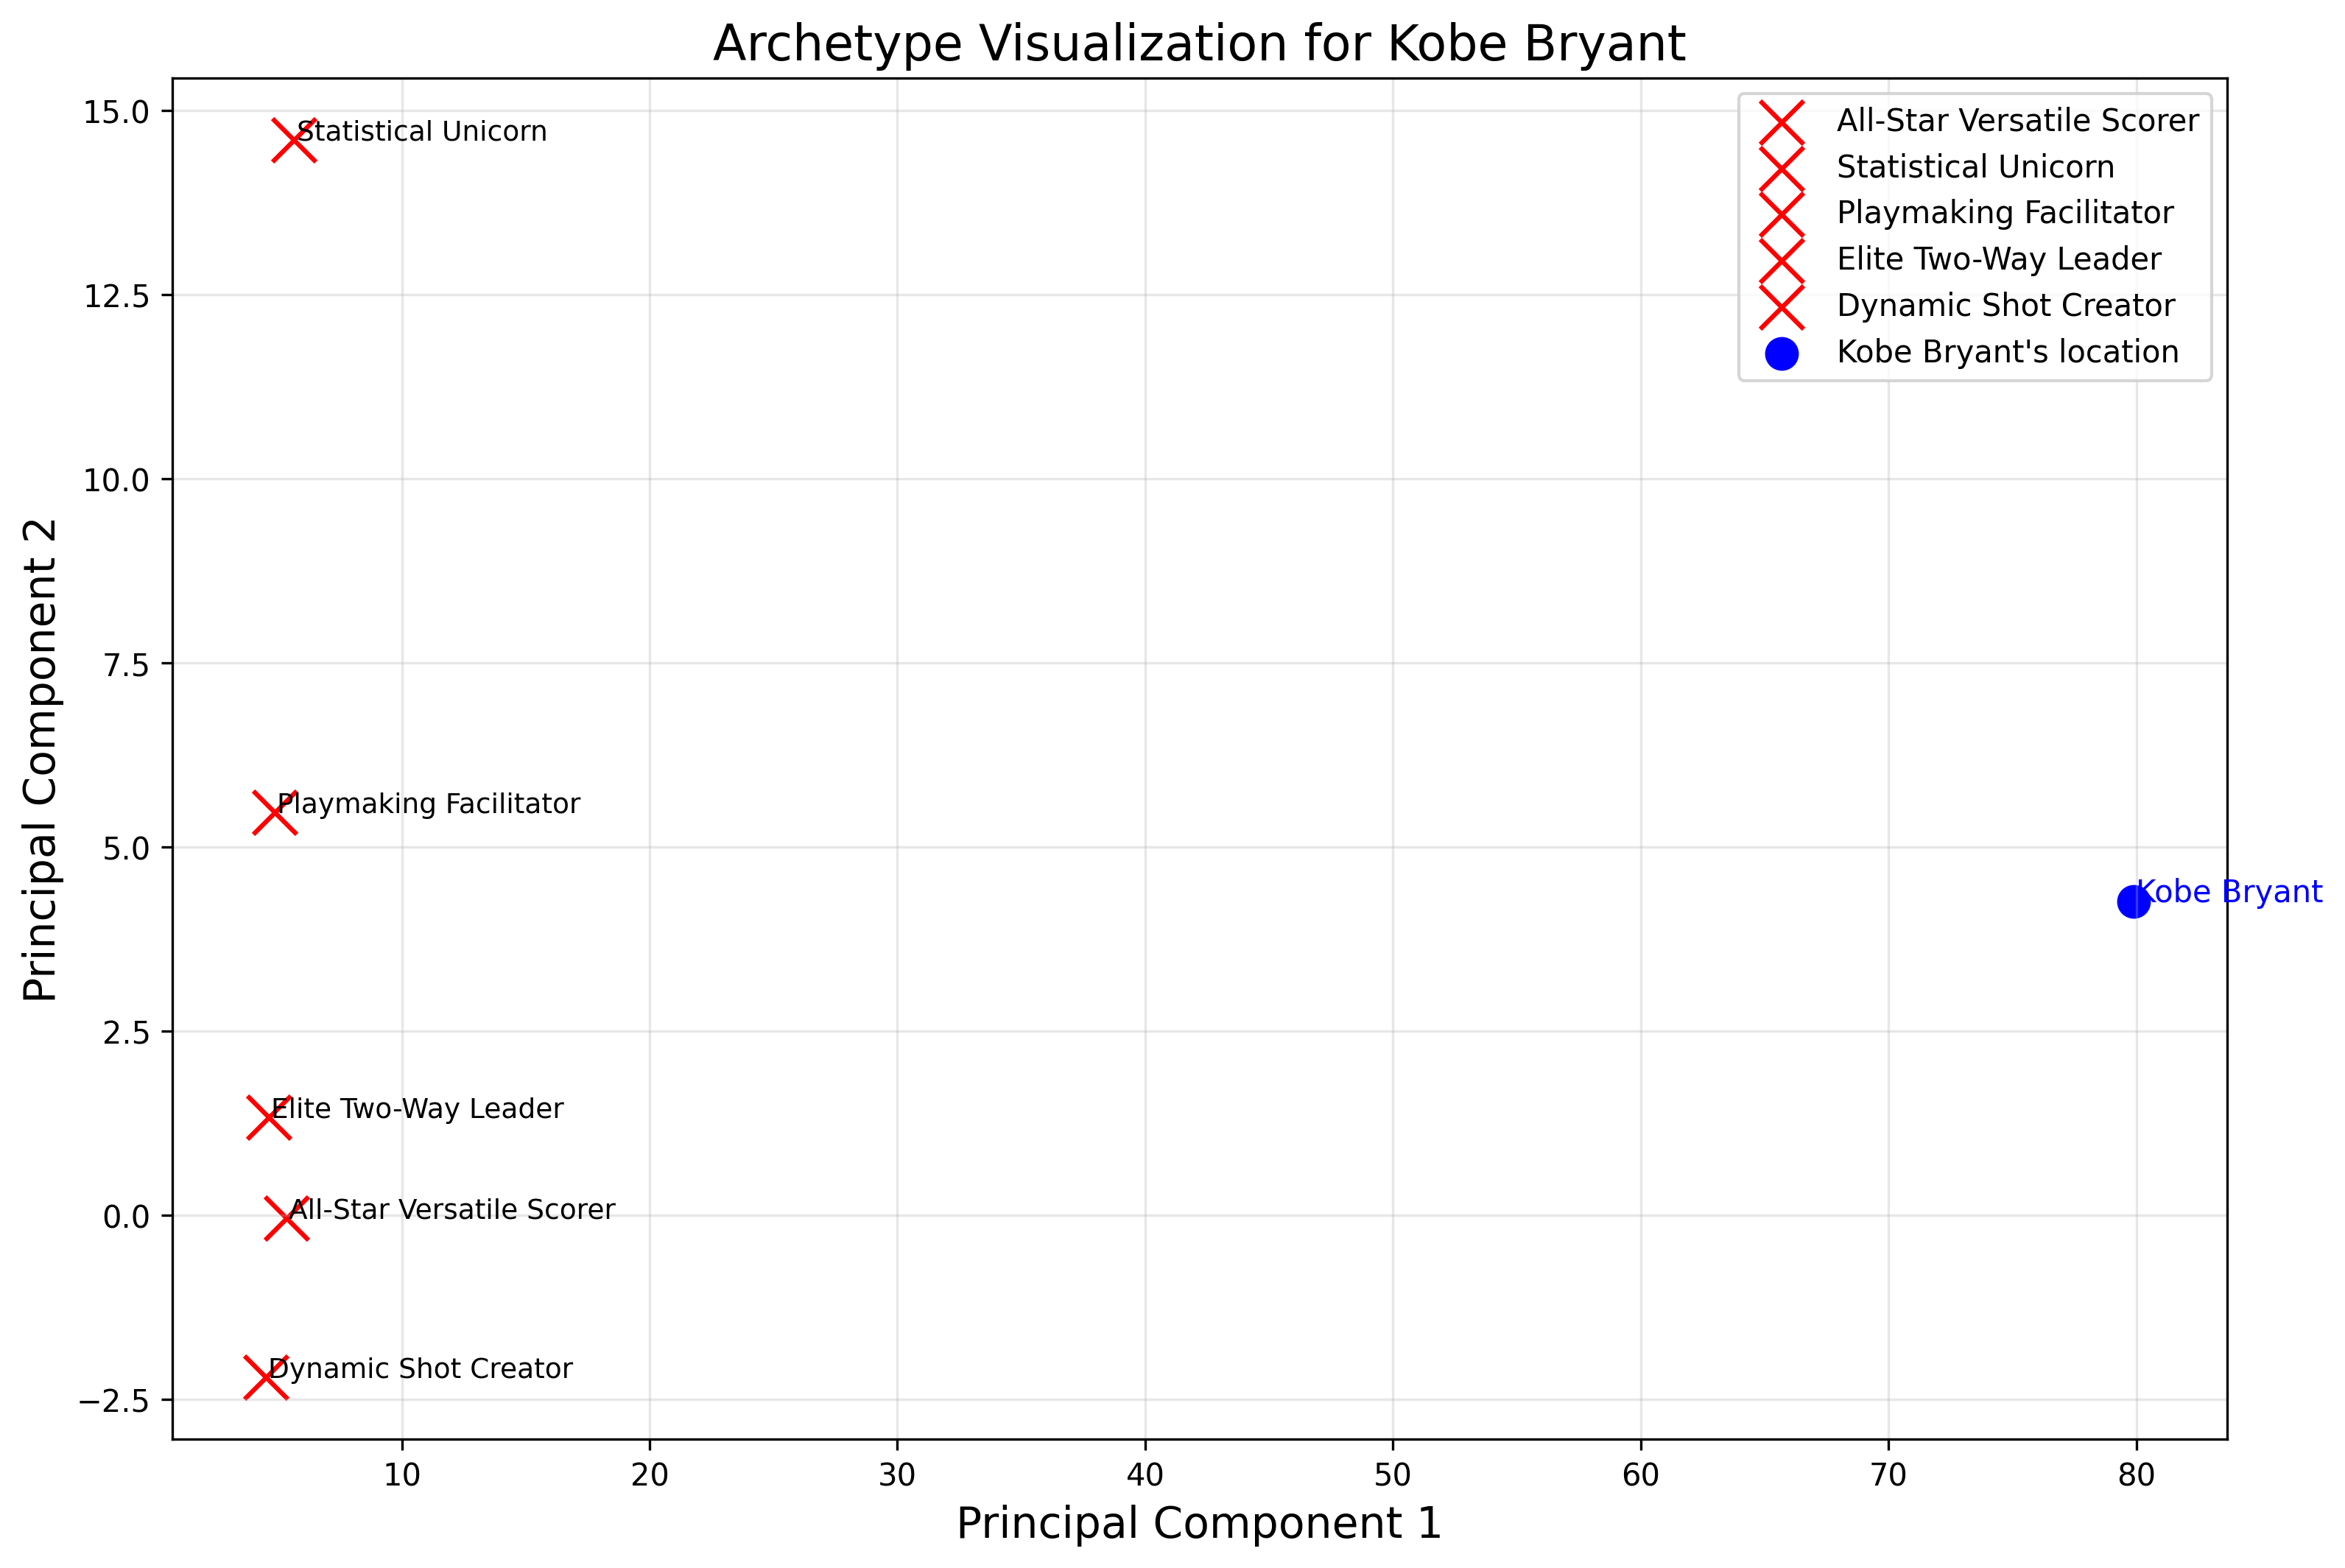 Archetype Visualization for Kobe Bryant
All-Star Versatile Scorer
Statistical Unicorn
Playmaking Facilitator
Elite Two-Way Leader
Dynamic Shot Creator
Kobe Bryant's location
Statistical Unicorn
Playmaking Facilitator
Kobe Bryant
Elite Two-Way Leader
All-Star Versatile Scorer
Dynamic Shot Creator
Principal Component 2
15.0
12.5
10.0
7.5
5.0
2.5
0.0
−2.5
10 20 30 40 50 60 70 80
Principal Component 1